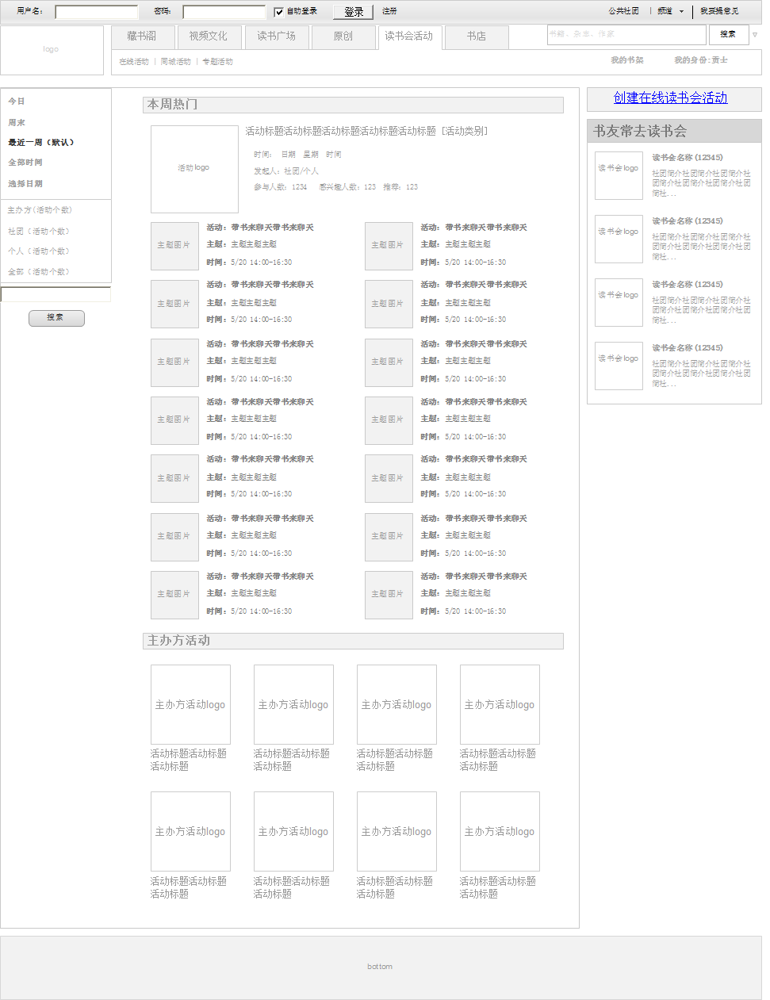 用户名： 密码： 自动登录 登录 注册 公共社团 | 频道 我要提意见
logo
藏书阁 视频文化 读书广场 原创 读书会活动 书店 书籍、杂志、作家 搜索
在线活动 | 同城活动 | 专题活动 我的书架 我的身份:贡士
今日
周末
最近一周（默认）
全部时间
选择日期
主办方(活动个数)
社团（活动个数）
个人（活动个数）
全部（活动个数）
搜索
本周热门
活动logo
活动标题活动标题活动标题活动标题活动标题 [活动类别]
时间： 日期 星期 时间
发起人：社团/个人
参与人数：1234 感兴趣人数：123 推荐：123
主题图片
活动：带书来聊天带书来聊天
主题：主题主题主题
时间：5/20 14:00-16:30
主题图片
活动：带书来聊天带书来聊天
主题：主题主题主题
时间：5/20 14:00-16:30
主题图片
活动：带书来聊天带书来聊天
主题：主题主题主题
时间：5/20 14:00-16:30
主题图片
活动：带书来聊天带书来聊天
主题：主题主题主题
时间：5/20 14:00-16:30
主题图片
活动：带书来聊天带书来聊天
主题：主题主题主题
时间：5/20 14:00-16:30
主题图片
活动：带书来聊天带书来聊天
主题：主题主题主题
时间：5/20 14:00-16:30
主题图片
活动：带书来聊天带书来聊天
主题：主题主题主题
时间：5/20 14:00-16:30
主题图片
活动：带书来聊天带书来聊天
主题：主题主题主题
时间：5/20 14:00-16:30
主题图片
活动：带书来聊天带书来聊天
主题：主题主题主题
时间：5/20 14:00-16:30
主题图片
活动：带书来聊天带书来聊天
主题：主题主题主题
时间：5/20 14:00-16:30
主题图片
活动：带书来聊天带书来聊天
主题：主题主题主题
时间：5/20 14:00-16:30
主题图片
活动：带书来聊天带书来聊天
主题：主题主题主题
时间：5/20 14:00-16:30
主题图片
活动：带书来聊天带书来聊天
主题：主题主题主题
时间：5/20 14:00-16:30
主题图片
活动：带书来聊天带书来聊天
主题：主题主题主题
时间：5/20 14:00-16:30
主办方活动
主办方活动logo 主办方活动logo 主办方活动logo 主办方活动logo
活动标题活动标题 活动标题活动标题 活动标题活动标题 活动标题活动标题
活动标题 活动标题 活动标题 活动标题
主办方活动logo 主办方活动logo 主办方活动logo 主办方活动logo
活动标题活动标题 活动标题活动标题 活动标题活动标题 活动标题活动标题
活动标题 活动标题 活动标题 活动标题
创建在线读书会活动
书友常去读书会
读书会logo
读书会名称(12345)
社团简介社团简介社团简介社
团简介社团简介社团简介社团
简社...
读书会logo
读书会名称(12345)
社团简介社团简介社团简介社
团简介社团简介社团简介社团
简社...
读书会logo
读书会名称(12345)
社团简介社团简介社团简介社
团简介社团简介社团简介社团
简社...
读书会logo
读书会名称(12345)
社团简介社团简介社团简介社
团简介社团简介社团简介社团
简社...
bottom